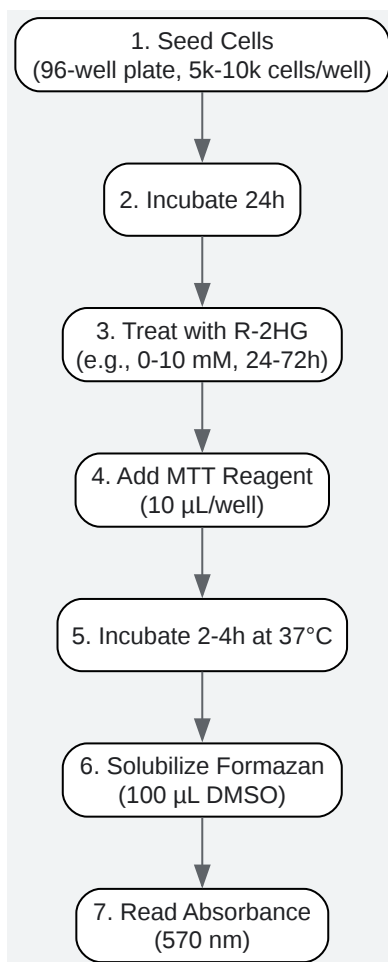 1. Seed Cells
(96-well plate, 5k-10k cells/well)
2. Incubate 24h
3. Treat with R-2HG
(e.g., 0-10 mM, 24-72h)
4. Add MTT Reagent
(10 µL/well)
5. Incubate 2-4h at 37°C
6. Solubilize Formazan
(100 µL DMSO)
7. Read Absorbance
(570 nm)